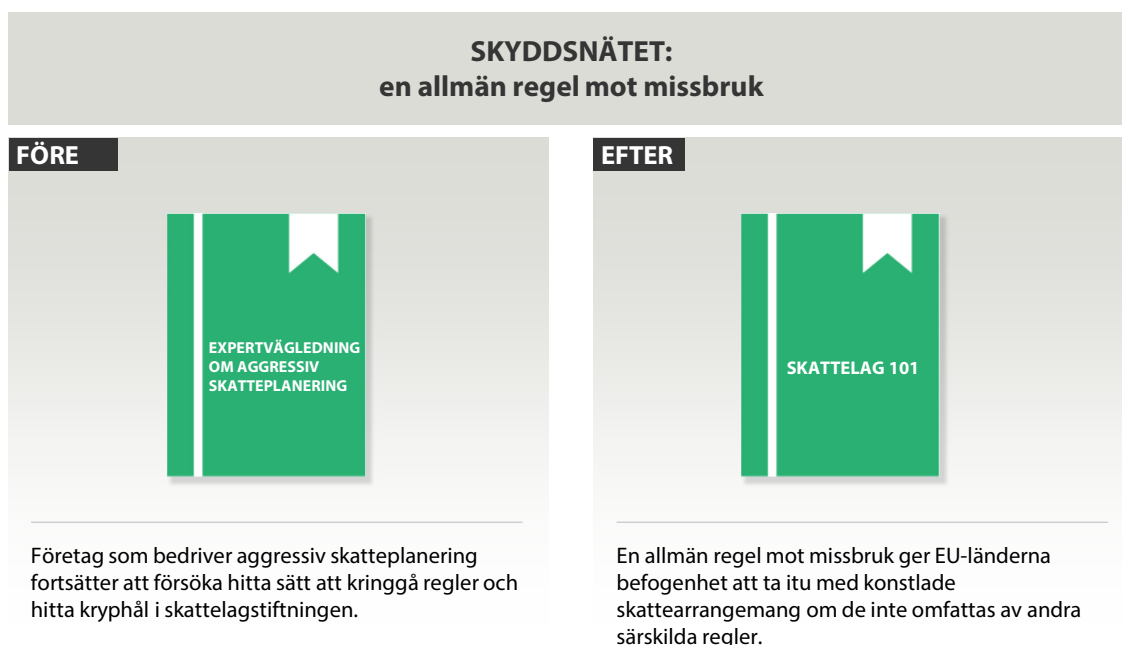 SKYDDSNÄTET:
en allmän regel mot missbruk
FÖRE
EXPERTVÄGLEDNING
OM AGGRESSIV
SKATTEPLANERING
Företag som bedriver aggressiv skatteplanering
fortsätter att försöka hitta sätt att kringgå regler och
hitta kryphål i skattelagstiftningen.
EFTER
SKATTELAG 101
En allmän regel mot missbruk ger EU-länderna
befogenhet att ta itu med konstlade
skattearrangemang om de inte omfattas av andra
särskilda regler.